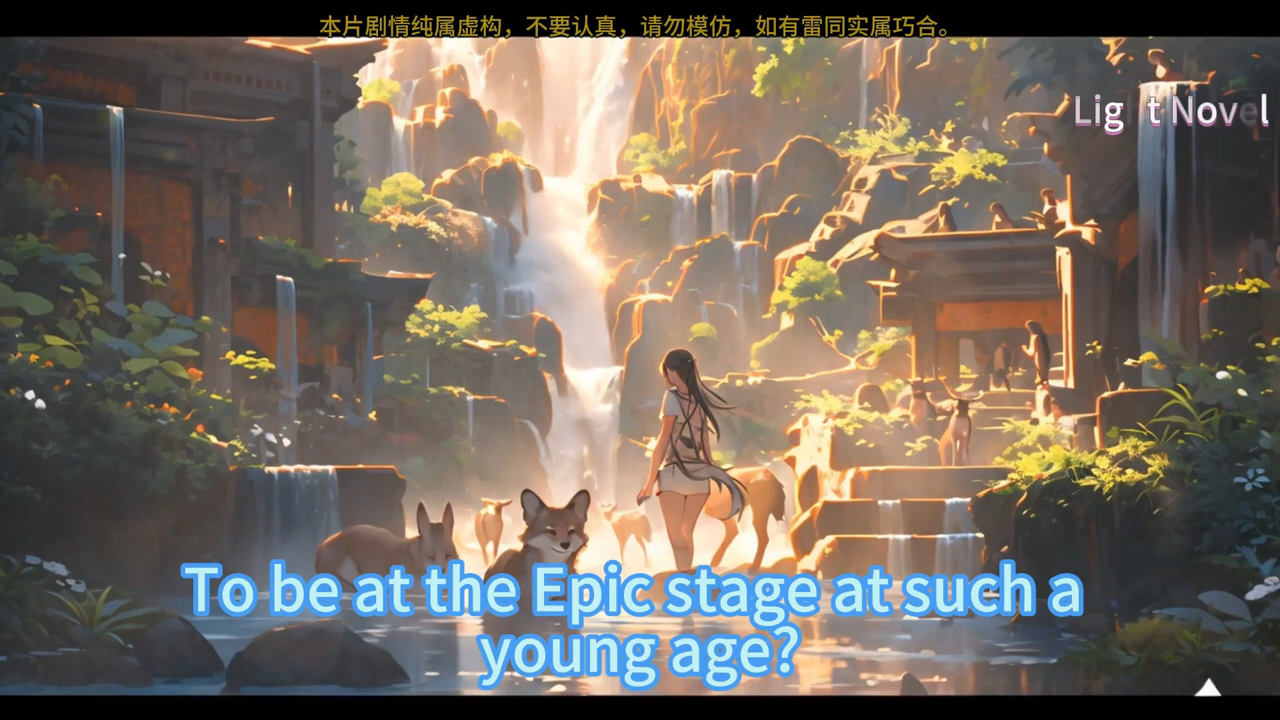 本片剧情纯属虚构，不要认真，请勿模仿，如有雷同实属巧合。
Lig t Novel
To be at the Epic stage at such a
young age?